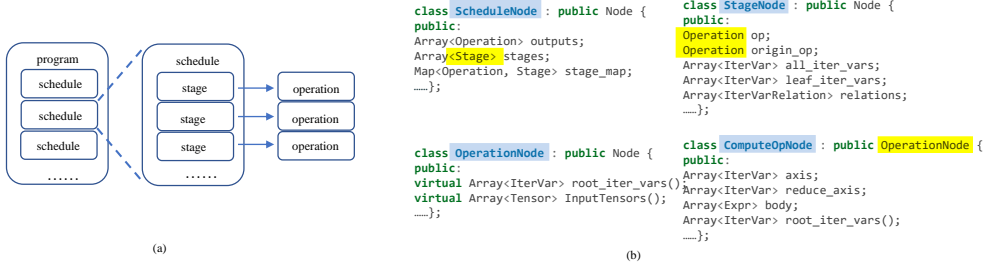 program
schedule
schedule
schedule
......
schedule
stage
stage
stage
......
operation
operation
operation
(a)
class ScheduleNode : public Node {
public:
Array<Operation> outputs;
Array<Stage> stages;
Map<Operation, Stage> stage_map;
……};
class StageNode : public Node {
public:
Operation op;
Operation origin_op;
Array<IterVar> all_iter_vars;
Array<IterVar> leaf_iter_vars;
Array<IterVarRelation> relations;
……};
class OperationNode : public Node {
public:
virtual Array<IterVar> root_iter_vars();
virtual Array<Tensor> InputTensors();
……};
class ComputeOpNode : public OperationNode {
public:
Array<IterVar> axis;
Array<IterVar> reduce_axis;
Array<Expr> body;
Array<IterVar> root_iter_vars();
……};
(b)